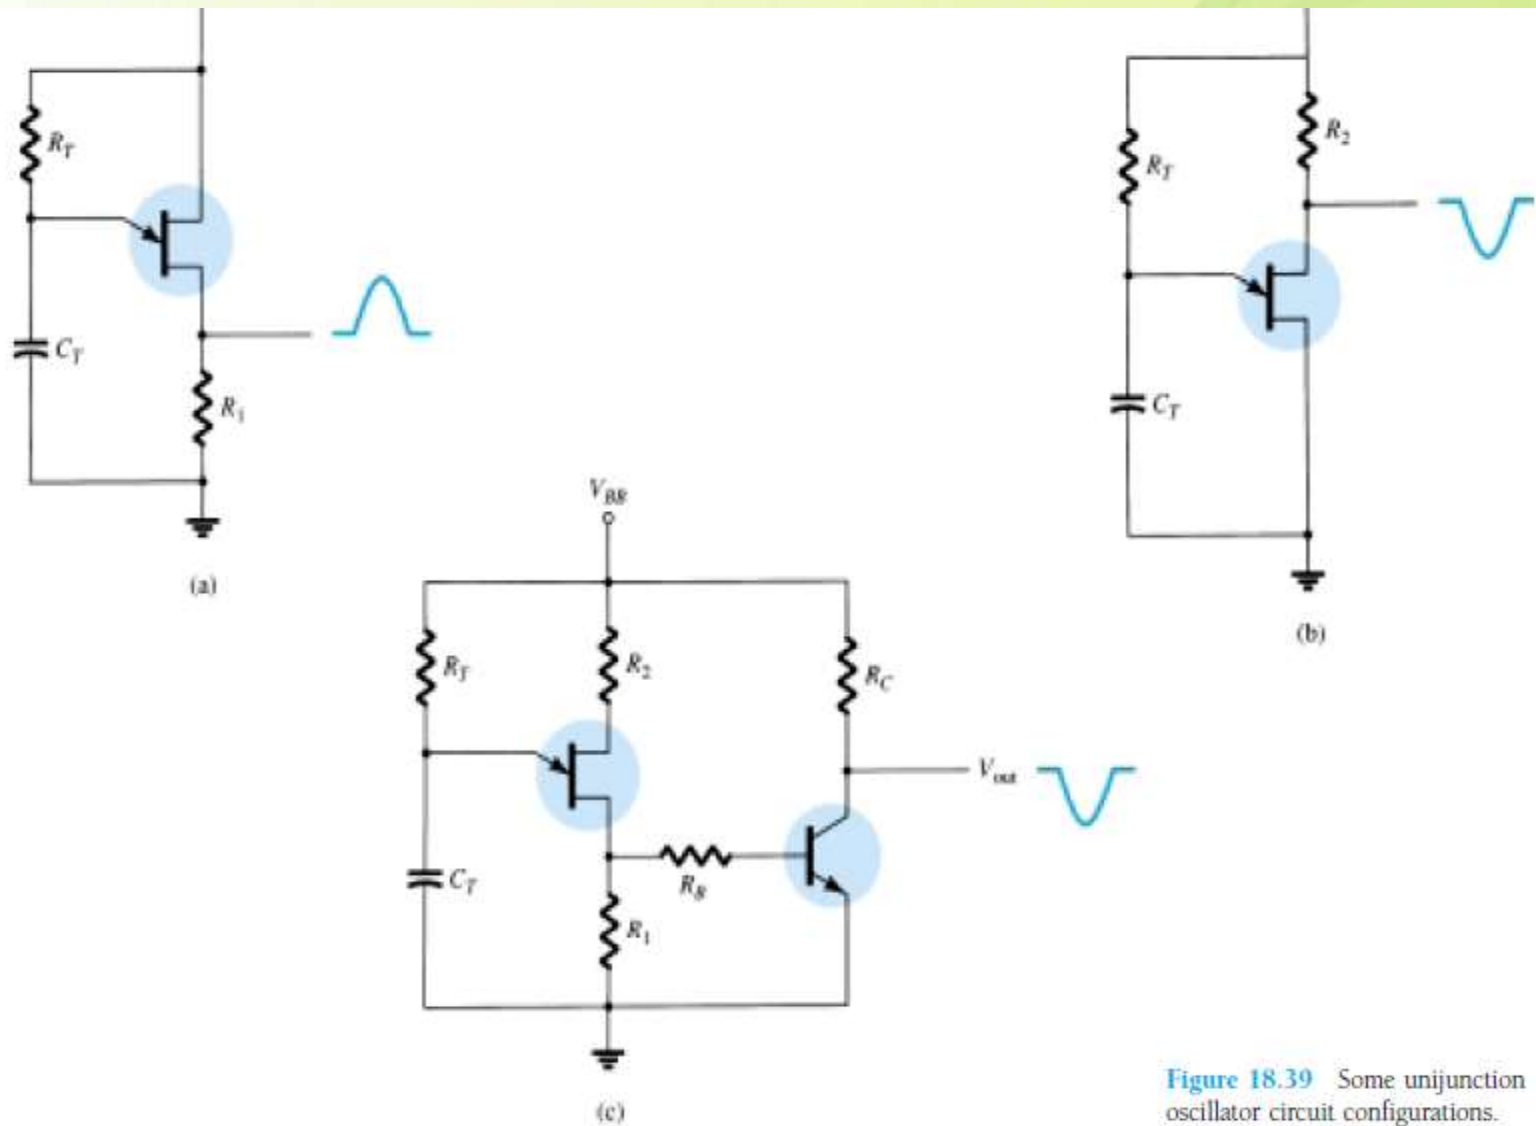 R_T
C_T
R_1
(a)
R_2
R_T
C_T
(b)
V_BB
R_T
R_2
R_C
V_out
C_T
R_B
R_1
(c)
Figure 18.39 Some unijunction
oscillator circuit configurations.